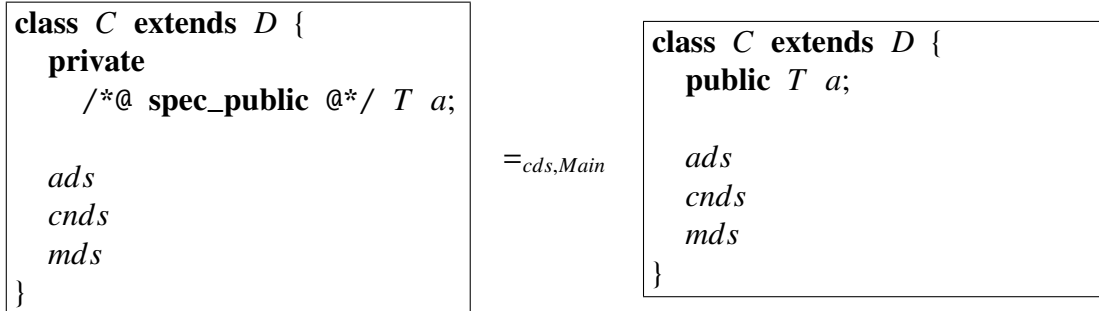 class C extends D {
private
/*@ spec_public @*/ T a;
ads
cnds
mds
}
=cds,Main
class C extends D {
public T a;
ads
cnds
mds
}